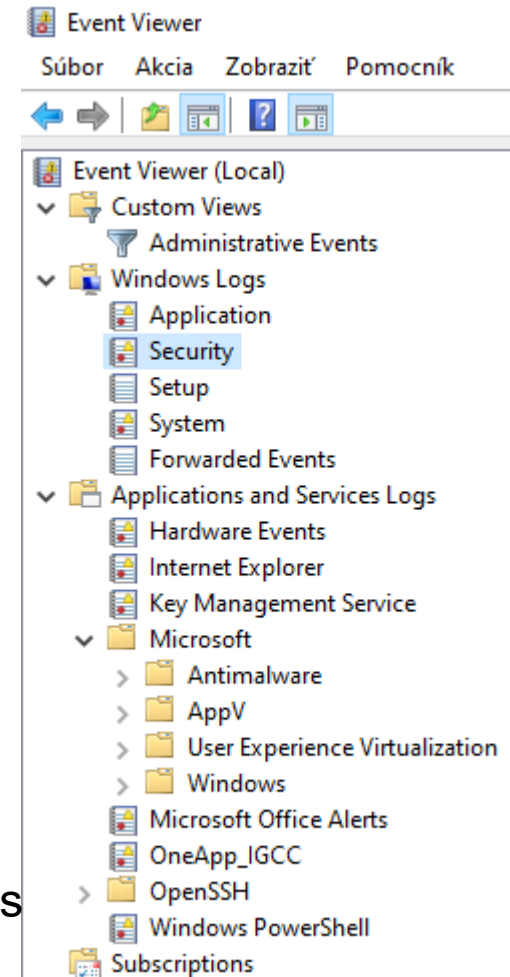 Event Viewer
Súbor Akcia Zobraziť Pomocník
Event Viewer (Local)
Custom Views
Administrative Events
Windows Logs
Application
Security
Setup
System
Forwarded Events
Applications and Services Logs
Hardware Events
Internet Explorer
Key Management Service
Microsoft
Antimalware
AppV
User Experience Virtualization
Windows
Microsoft Office Alerts
OneApp_IGCC
s
OpenSSH
Windows PowerShell
Subscriptions